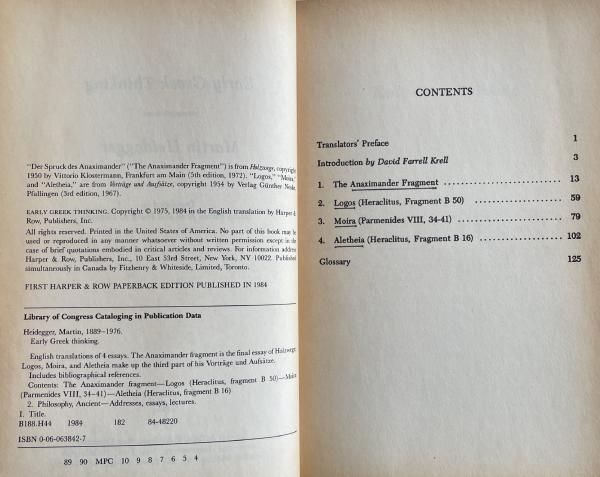 "Der Spruch des Anaximander" ("The Anaximander Fragment") is from Holzwege, copyright
1950 by Vittorio Klostermann, Frankfurt am Main (5th edition, 1972). "Logos," "Moira,"
and "Aletheia," are from Vorträge und Aufsätze, copyright 1954 by Verlag Günther Neske,
Pfullingen (3rd edition, 1967).
EARLY GREEK THINKING. Copyright © 1975, 1984 in the English translation by Harper &
Row, Publishers, Inc.
All rights reserved. Printed in the United States of America. No part of this book may be
used or reproduced in any manner whatsoever without written permission except in the
case of brief quotations embodied in critical articles and reviews. For information address
Harper & Row, Publishers, Inc., 10 East 53rd Street, New York, NY 10022. Published
simultaneously in Canada by Fitzhenry & Whiteside, Limited, Toronto.
FIRST HARPER & ROW PAPERBACK EDITION PUBLISHED IN 1984
Library of Congress Cataloging in Publication Data
Heidegger, Martin, 1889–1976.
Early Greek thinking.
English translations of 4 essays. The Anaximander fragment is the final essay of Holzwege.
Logos, Moira, and Aletheia make up the third part of his Vorträge und Aufsätze.
Includes bibliographical references.
Contents: The Anaximander fragment—Logos (Heraclitus, fragment B 50)—Moira
(Parmenides VIII, 34–41)—Aletheia (Heraclitus, fragment B 16)
2. Philosophy, Ancient—Addresses, essays, lectures.
I. Title.
B188.H44 1984 182 84-48220
ISBN 0-06-063842-7
89 90 MPC 10 9 8 7 6 5 4
CONTENTS
Translators' Preface 1
Introduction by David Farrell Krell 3
1. The Anaximander Fragment 13
2. Logos (Heraclitus, Fragment B 50) 59
3. Moira (Parmenides VIII, 34-41) 79
4. Aletheia (Heraclitus, Fragment B 16) 102
Glossary 125